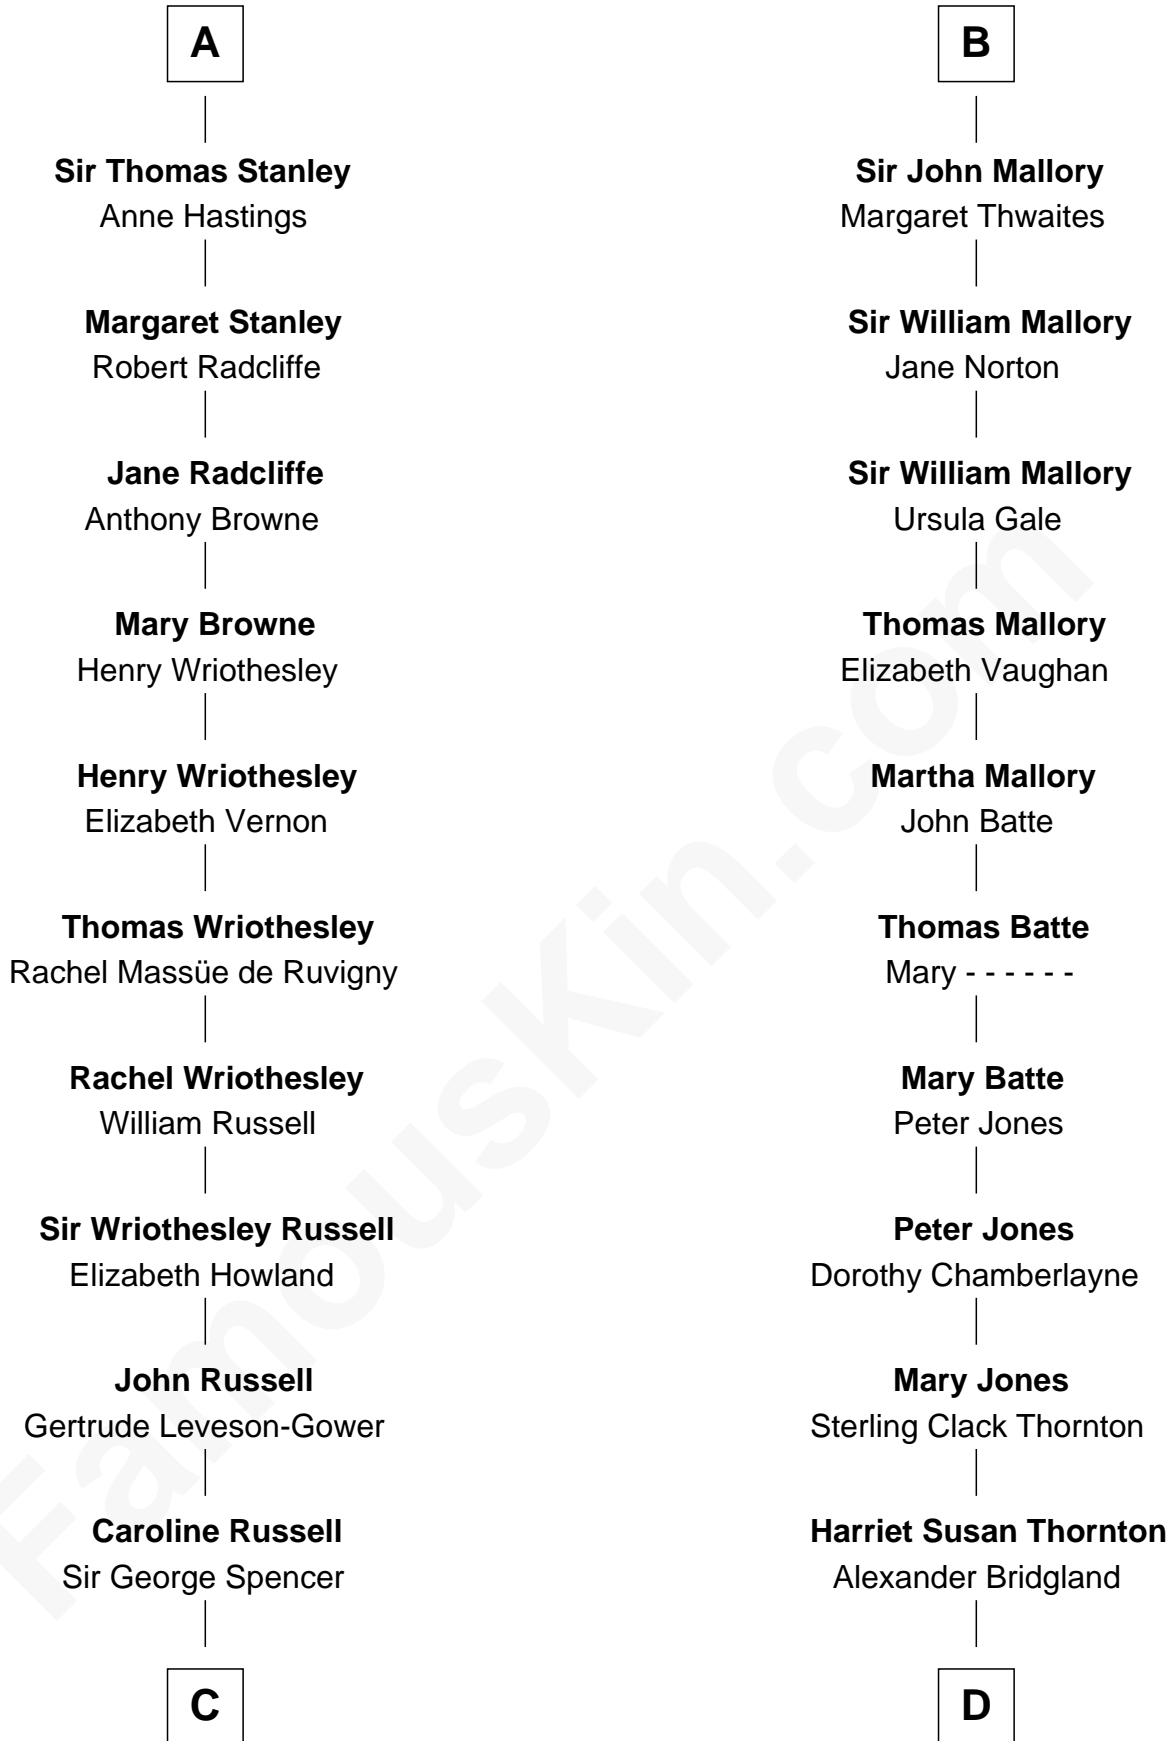 A
Sir Thomas Stanley
Anne Hastings
Margaret Stanley
Robert Radcliffe
Jane Radcliffe
Anthony Browne
Mary Browne
Henry Wriothesley
Henry Wriothesley
Elizabeth Vernon
Thomas Wriothesley
Rachel Massüe de Ruvigny
Rachel Wriothesley
William Russell
Sir Wriothesley Russell
Elizabeth Howland
John Russell
Gertrude Leveson-Gower
Caroline Russell
Sir George Spencer
C
B
Sir John Mallory
Margaret Thwaites
Sir William Mallory
Jane Norton
Sir William Mallory
Ursula Gale
Thomas Mallory
Elizabeth Vaughan
Martha Mallory
John Batte
Thomas Batte
Mary - - - - - -
Mary Batte
Peter Jones
Peter Jones
Dorothy Chamberlayne
Mary Jones
Sterling Clack Thornton
Harriet Susan Thornton
Alexander Bridgland
D
FamousKin.com